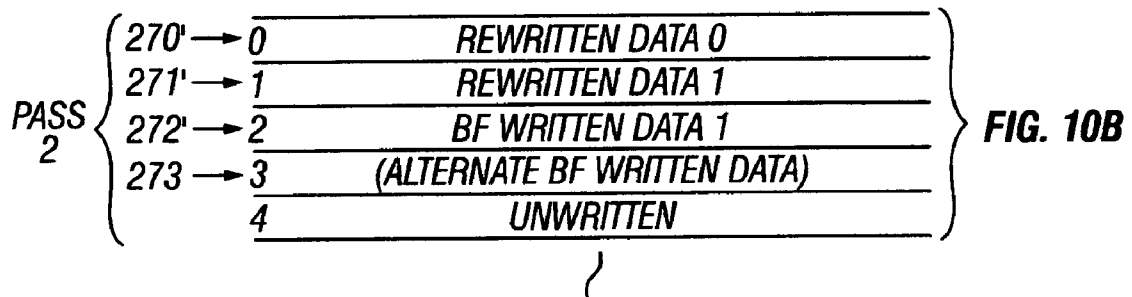 270' → 0 REWRITTEN DATA 0
271' → 1 REWRITTEN DATA 1
PASS 2
272' → 2 BF WRITTEN DATA 1
FIG. 10B
273 → 3 (ALTERNATE BF WRITTEN DATA)
4 UNWRITTEN